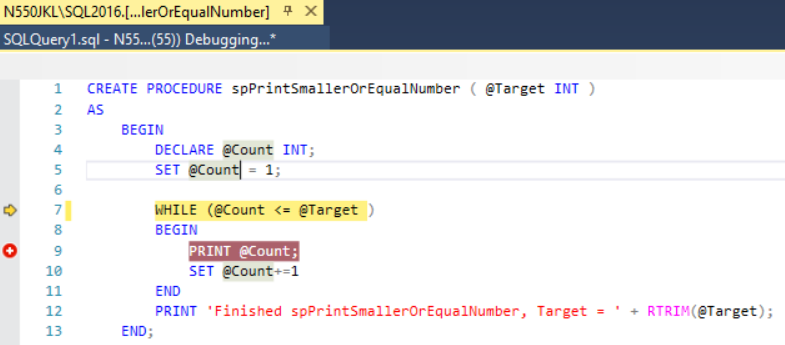 N550JKL\SQL2016.[...lerOrEqualNumber]
SQLQuery1.sql - N55...(55)) Debugging...*
1 CREATE PROCEDURE spPrintSmallerOrEqualNumber ( @Target INT )
2 AS
3 BEGIN
4 DECLARE @Count INT;
5 SET @Count = 1;
6
7 WHILE (@Count <= @Target )
8 BEGIN
9 PRINT @Count;
10 SET @Count+=1
11 END
12 PRINT 'Finished spPrintSmallerOrEqualNumber, Target = ' + RTRIM(@Target);
13 END;